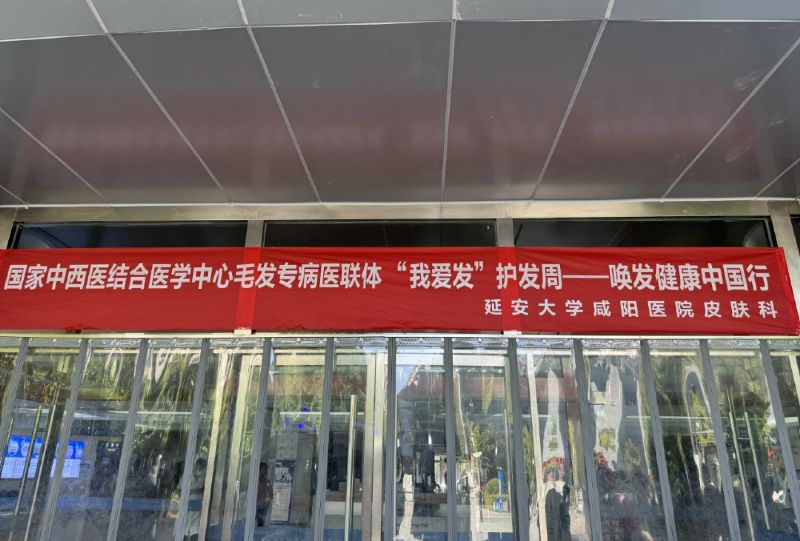 国家中西医结合医学中心毛发专病医联体 “我爱发”护发周——唤发健康中国行
延安大学咸阳医院皮肤科